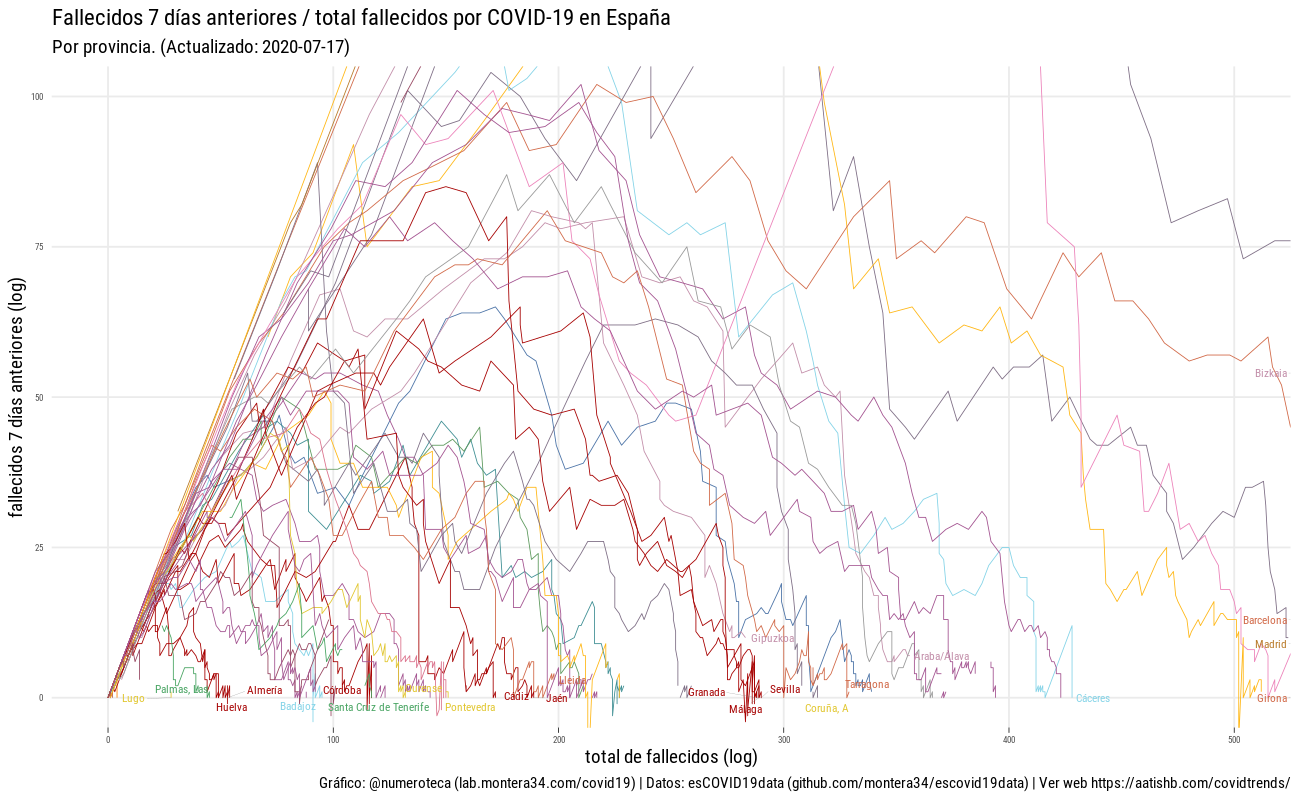 Fallecidos 7 días anteriores / total fallecidos por COVID-19 en España
Por provincia. (Actualizado: 2020-07-17)
fallecidos 7 días anteriores (log)
100
75
50
25
0
Bizkaia
Barcelona
Gipuzkoa
Madrid
Araba/Álava
Lleida
Tarragona
Lugo
Palmas, Las
Almería
Córdoba
Cádiz
Jaén
Granada
Sevilla
Cáceres
Girona
Huelva
Badajoz
Santa Cruz de Tenerife
Pontevedra
Málaga
Coruña, A
0
100
200
300
400
500
total de fallecidos (log)
Gráfico: @numeroteca (lab.montera34.com/covid19) | Datos: esCOVID19data (github.com/montera34/escovid19data) | Ver web https://aatishb.com/covidtrends/